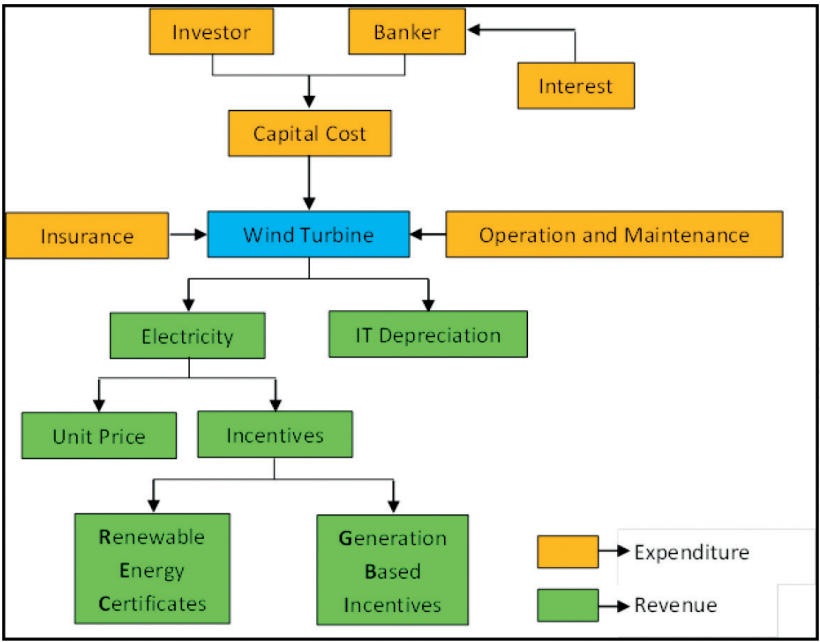 Investor
Banker
Interest
Capital Cost
Insurance
Wind Turbine
Operation and Maintenance
Electricity
IT Depreciation
Unit Price
Incentives
Renewable
Energy
Certificates
Generation
Based
Incentives
Expenditure
Revenue